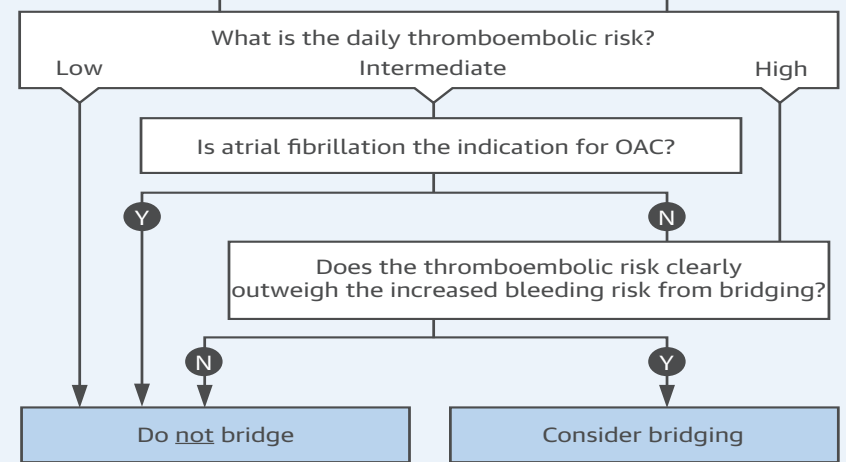 What is the daily thromboembolic risk?
Low Intermediate High
Is atrial fibrillation the indication for OAC?
Y N
Does the thromboembolic risk clearly
outweigh the increased bleeding risk from bridging?
N Y
Do not bridge Consider bridging